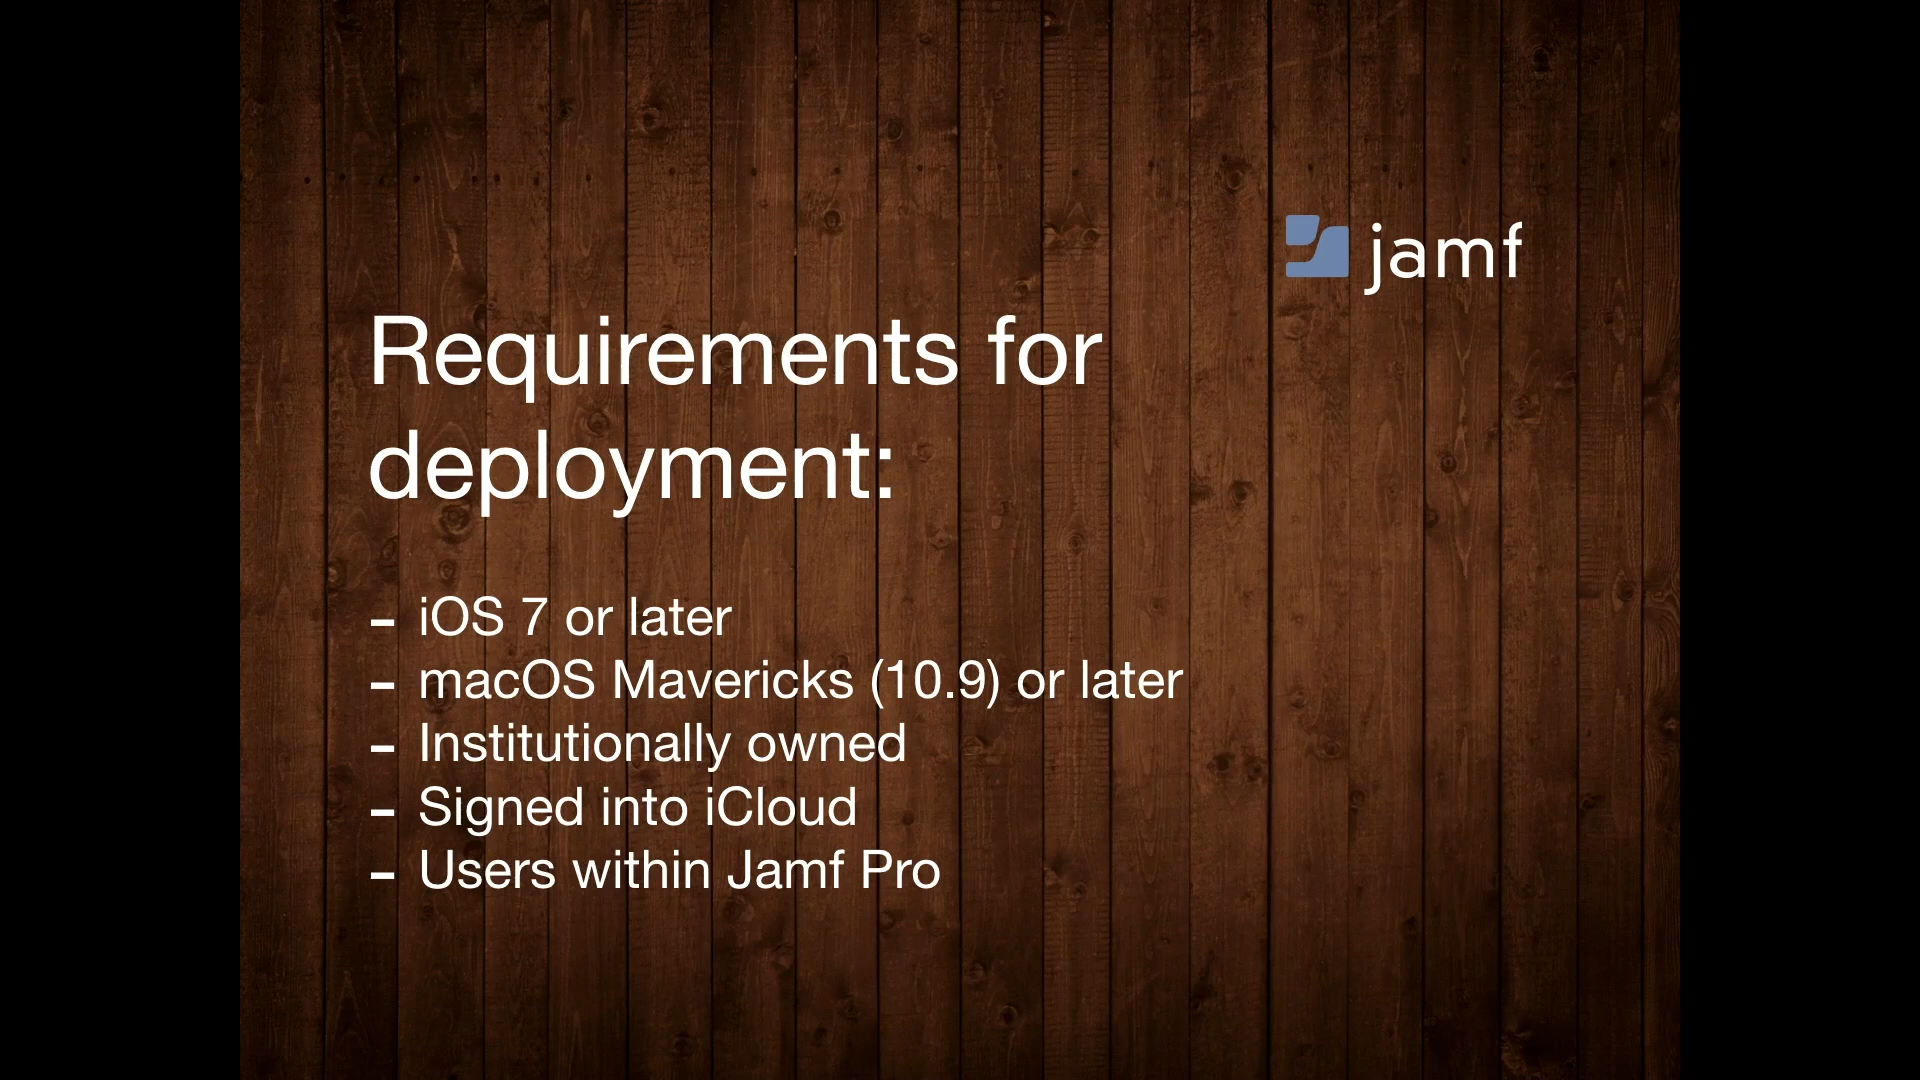 jamf
Requirements for
deployment:
- iOS 7 or later
- macOS Mavericks (10.9) or later
- Institutionally owned
- Signed into iCloud
- Users within Jamf Pro